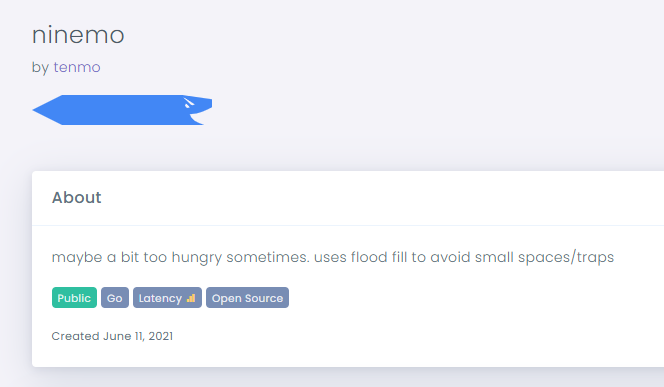 ninemo
by tenmo
About
maybe a bit too hungry sometimes. uses flood fill to avoid small spaces/traps
Public Go Latency Open Source
Created June 11, 2021